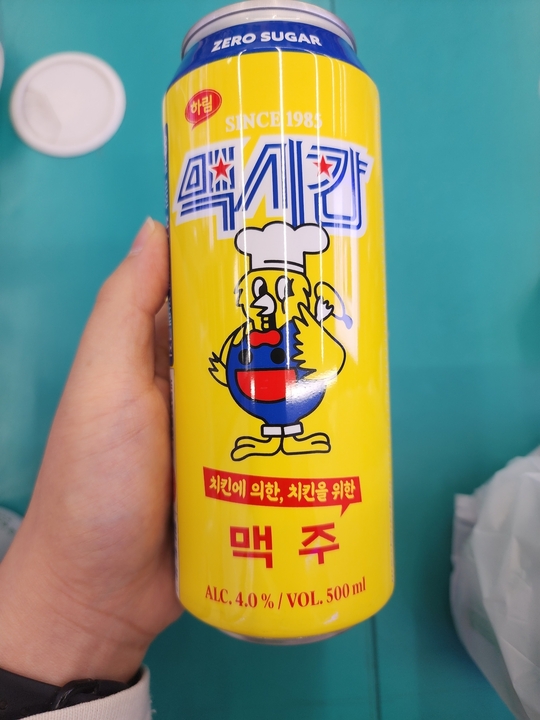 ZERO SUGAR
하림
SINCE 1985
맥시칸
치킨에 의한, 치킨을 위한
맥 주
ALC. 4.0 % / VOL. 500 ml